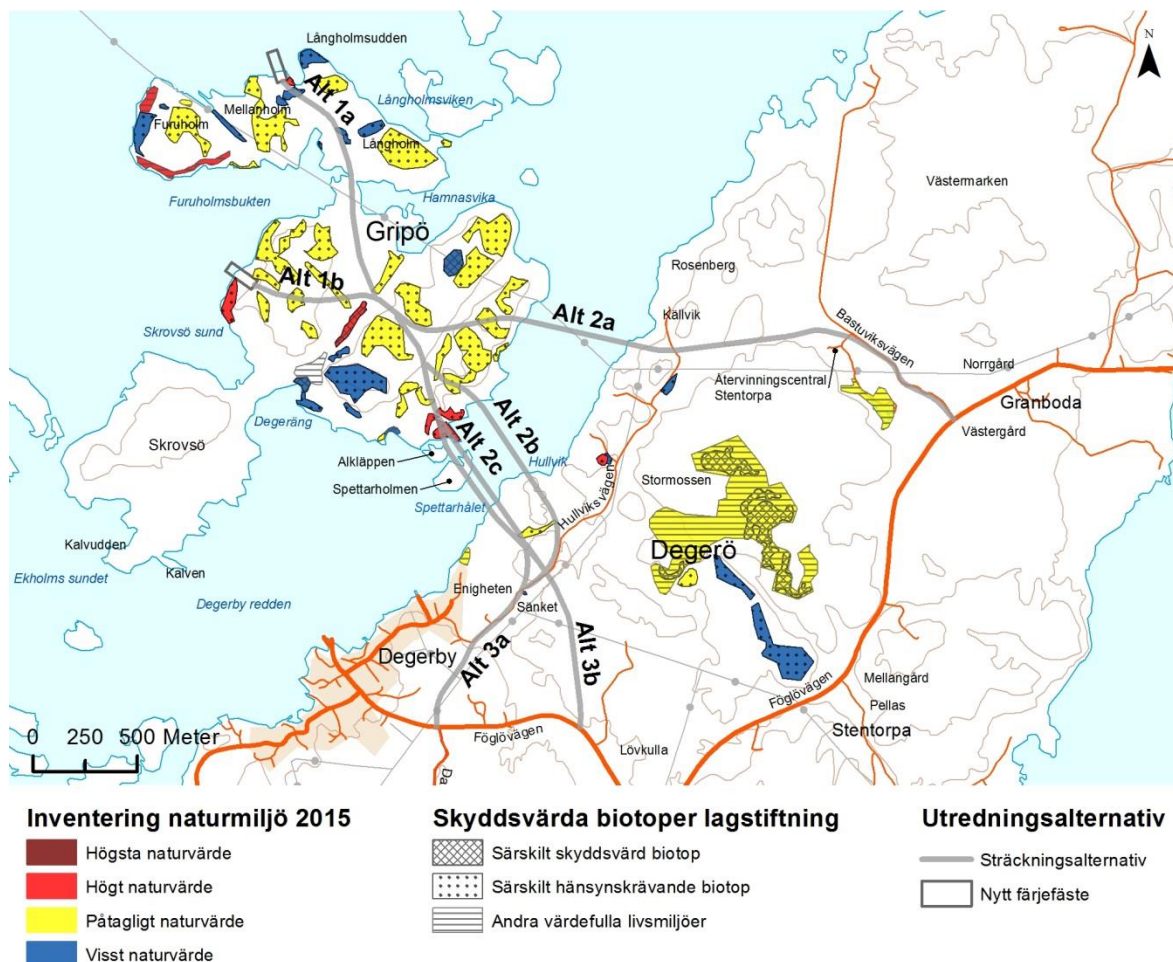 Långholmsudden
N
Alt 1a
Långholmsviken
Mellanholm
Furuholm
Långholm
Västermarken
Furuholmsbukten
Hamnasvika
Gripö
Rosenberg
Alt 1b
Källvik
Alt 2a
Skrovsö sund
Bastuviksvägen
Norrgård
Återvinningscentral
Stentorpa
Granboda
Degeräng
Västergård
Alt 2b
Skrovsö
Alt 2c
Alkläppen
Hullvik
Spettarholmen
Stormossen
Hullviksvägen
Spettarhålet
Kalvudden
Degerö
Kalven
Ekholms sundet
Enigheten
Degerby redden
Sänket
Degerby
Alt 3a
Alt 3b
Mellangård
Föglövägen
Pellas
Stentorpa
0 250 500 Meter
Föglövägen
Lövkulla
Da
Inventering naturmiljö 2015
Högsta naturvärde
Högt naturvärde
Påtagligt naturvärde
Visst naturvärde
Skyddsvärda biotoper lagstiftning
Särskilt skyddsvärd biotop
Särskilt hänsynskrävande biotop
Andra värdefulla livsmiljöer
Utredningsalternativ
Sträckningsalternativ
Nytt färjefäste